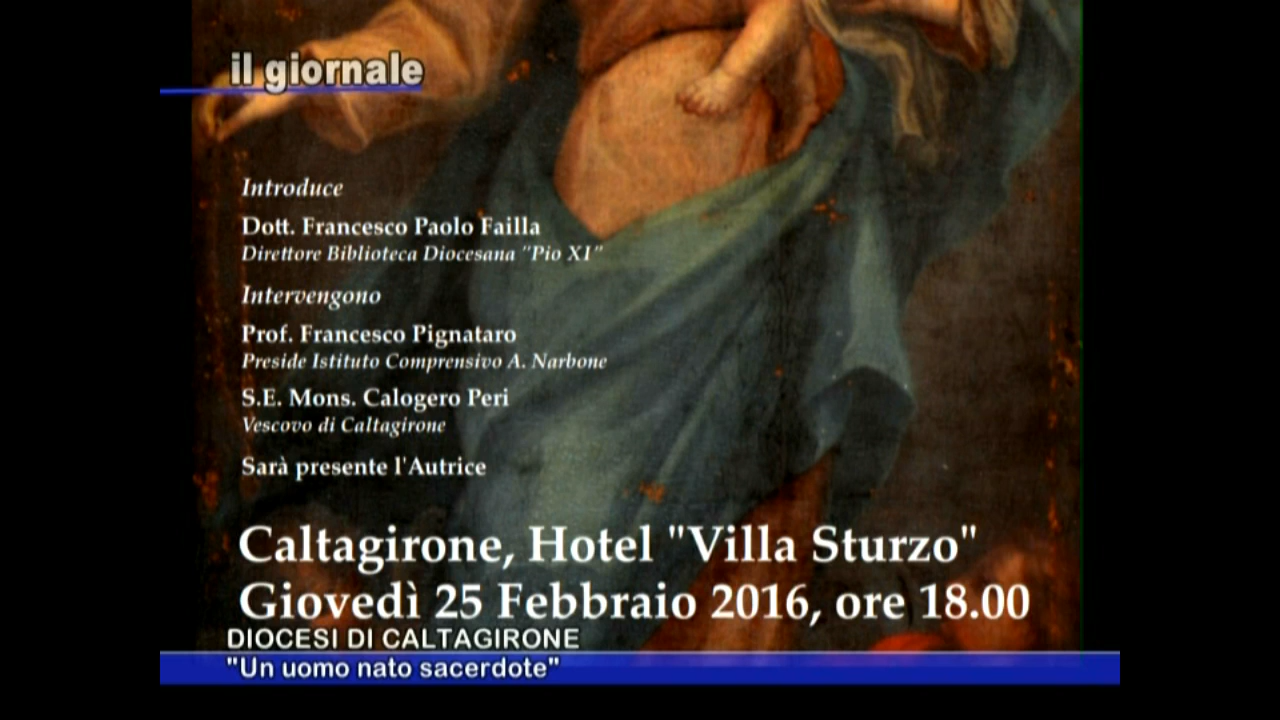 il giornale
Introduce
Dott. Francesco Paolo Failla
Direttore Biblioteca Diocesana "Pio XI"
Intervengono
Prof. Francesco Pignataro
Preside Istituto Comprensivo A. Narbone
S.E. Mons. Calogero Peri
Vescovo di Caltagirone
Sarà presente l'Autrice
Caltagirone, Hotel "Villa Sturzo"
Giovedì 25 Febbraio 2016, ore 18.00
DIOCESI DI CALTAGIRONE
"Un uomo nato sacerdote"